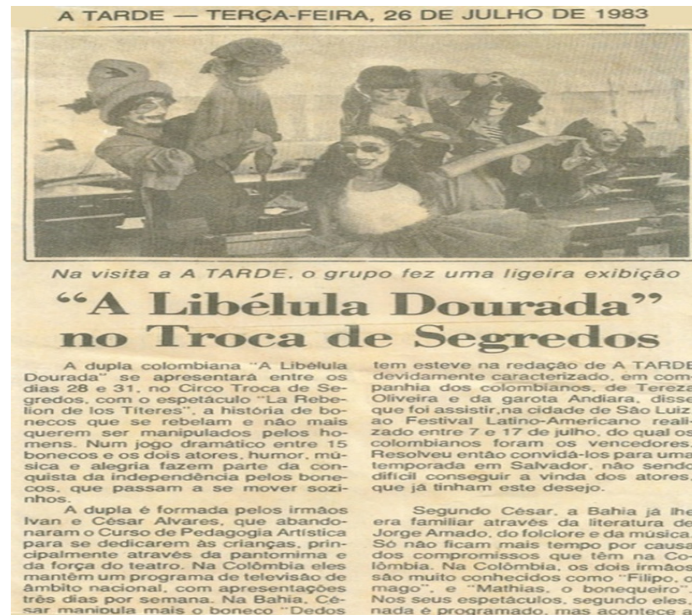 A TARDE — TERÇA-FEIRA, 26 DE JULHO DE 1983
Na visita a A TARDE, o grupo fez uma ligeira exibição
“A Libélula Dourada”
no Troca de Segredos
A dupla colombiana "A Libélula
Dourada" se apresentará entre os
dias 28 e 31, no Circo Troca de Se-
gredos, com o espetáculo "La Rebe-
lion de los Títeres", a história de bo-
necos que se rebelam e não mais
querem ser manipulados pelos ho-
mens. Num jogo dramático entre 15
bonecos e os dois atores, humor, mú-
sica e alegria fazem parte da con-
quista da independência pelos bone-
cos, que passam a se mover sozi-
nhos.
A dupla é formada pelos irmãos
Ivan e César Alvares, que abando-
naram o Curso de Pedagogia Artística
para se dedicarem às crianças, prin-
cipalmente através da pantomima e
da força do teatro. Na Colômbia eles
mantêm um programa de televisão de
âmbito nacional, com apresentações
três dias por semana. Na Bahia, Cé-
sar manipula mais o boneco "Dedos
tem esteve na redação de A TARDE
devidamente caracterizado, em com-
panhia dos colombianos, de Tereza
Oliveira e da garota Andiara, disse
que foi assistir, na cidade de São Luiz,
ao Festival Latino-Americano reali-
zado entre 7 e 17 de julho, do qual os
colombianos foram os vencedores.
Resolveu então convidá-los para uma
temporada em Salvador, não sendo
difícil conseguir a vinda dos atores,
que já tinham este desejo.
Segundo César, a Bahia já lhe
era familiar através da literatura de
Jorge Amado, do folclore e da música.
Só não ficam mais tempo por causa
dos compromissos que têm na Co-
lômbia. Na Colômbia, os dois irmãos
são muito conhecidos como "Filipo, o
mago" e "Mathias, o bonequeiro".
Nos seus espetáculos, segundo eles,
nada é programado, mas acontece